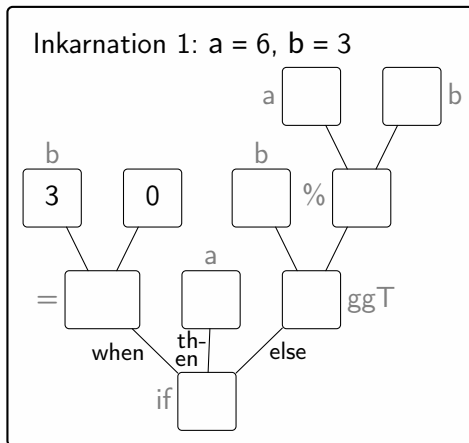 Inkarnation 1: a = 6, b = 3
a b
b b %
3 0
a
= ggT
when th-
en else
if